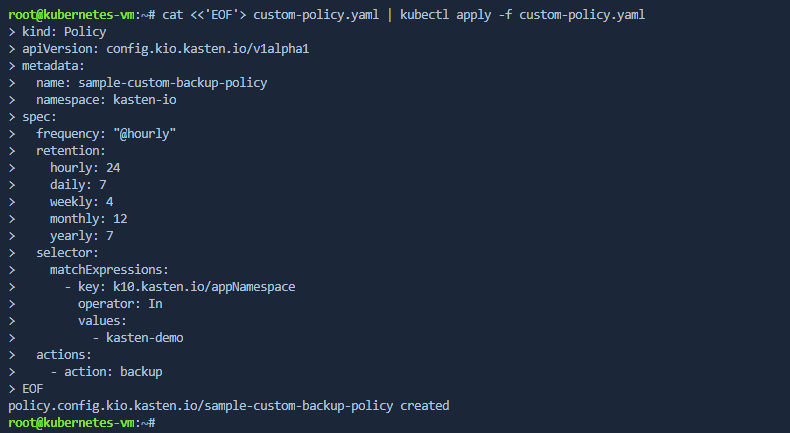 root@kubernetes-vm:~# cat <<'EOF'> custom-policy.yaml | kubectl apply -f custom-policy.yaml
> kind: Policy
> apiVersion: config.kio.kasten.io/v1alpha1
> metadata:
>   name: sample-custom-backup-policy
>   namespace: kasten-io
> spec:
>   frequency: "@hourly"
>   retention:
>     hourly: 24
>     daily: 7
>     weekly: 4
>     monthly: 12
>     yearly: 7
>   selector:
>     matchExpressions:
>       - key: k10.kasten.io/appNamespace
>         operator: In
>         values:
>           - kasten-demo
>   actions:
>     - action: backup
> EOF
policy.config.kio.kasten.io/sample-custom-backup-policy created
root@kubernetes-vm:~#